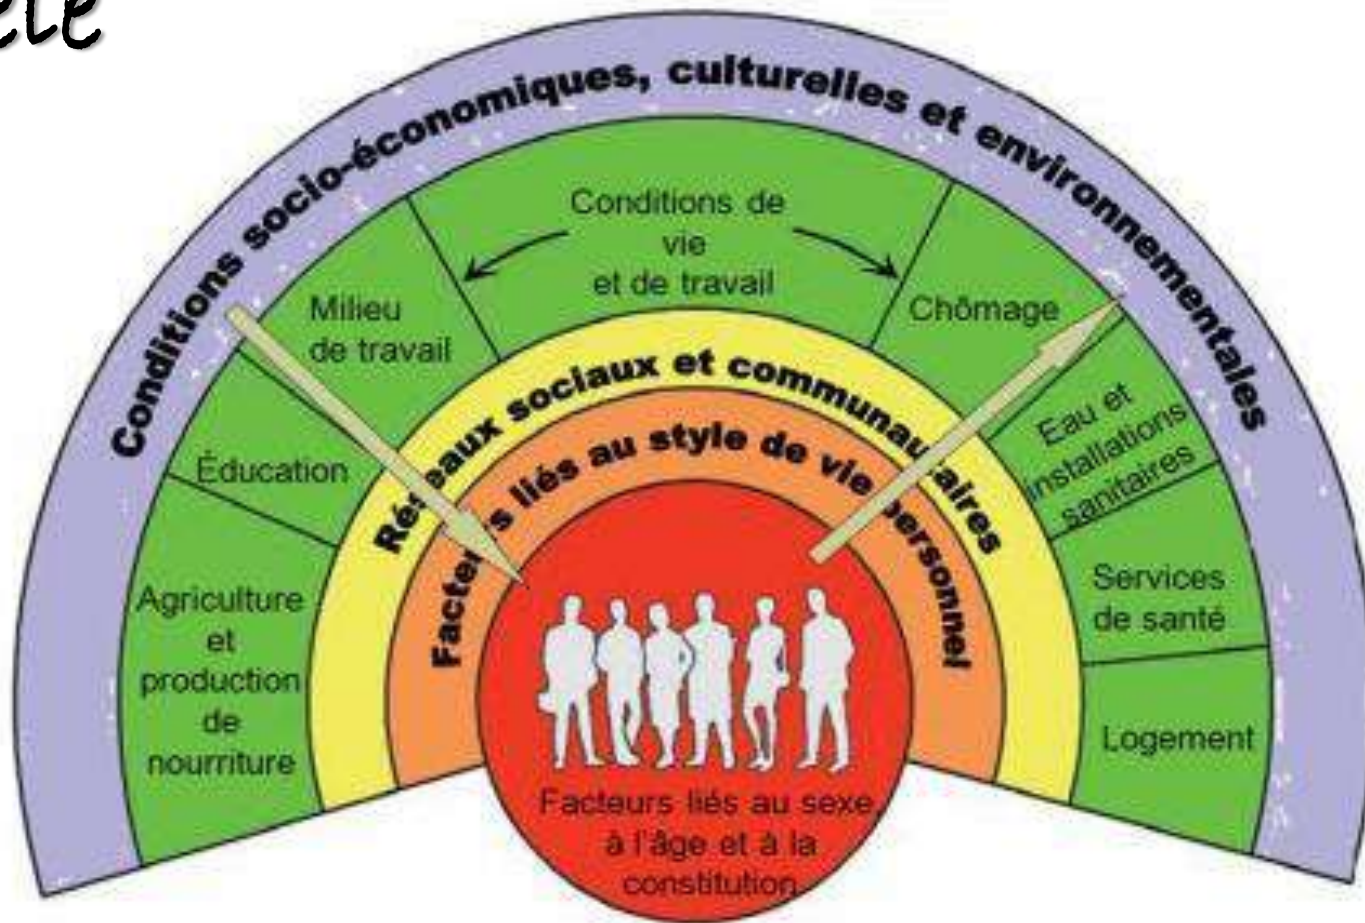 Conditions socio-économiques, culturelles et environnementales
Conditions de
vie
et de travail
Milieu
de travail
Chômage
Éducation
Eau et
installations
sanitaires
Agriculture
et
production
de
nourriture
Services
de santé
Logement
Réseaux sociaux et communautaires
Facteurs liés au style de vie personnel
Facteurs liés au sexe
à l'âge et à la
constitution